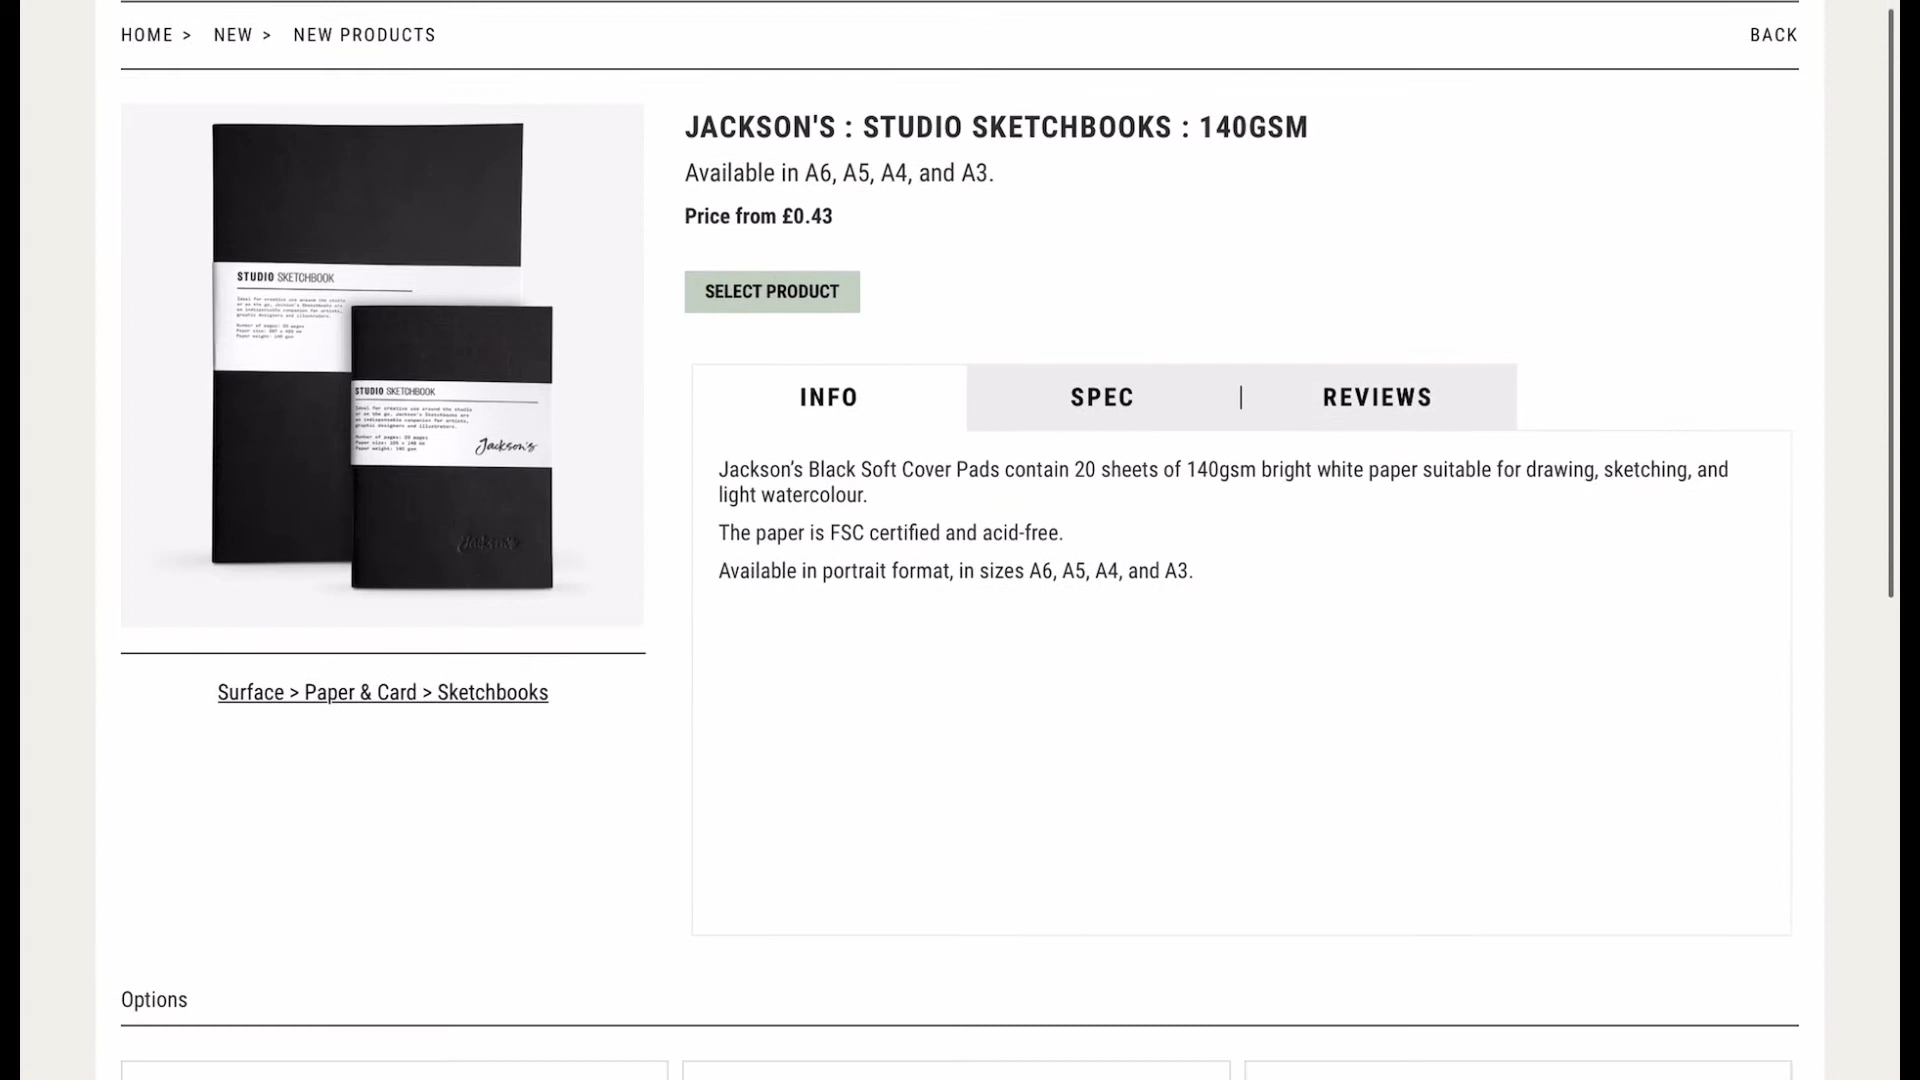 HOME > NEW > NEW PRODUCTS
BACK
JACKSON'S : STUDIO SKETCHBOOKS : 140GSM
Available in A6, A5, A4, and A3.
Price from £0.43
SELECT PRODUCT
STUDIO SKETCHBOOK
STUDIO SKETCHBOOK
Jackson's
Jackson's
INFO
SPEC
|
REVIEWS
Jackson’s Black Soft Cover Pads contain 20 sheets of 140gsm bright white paper suitable for drawing, sketching, and
light watercolour.
The paper is FSC certified and acid-free.
Available in portrait format, in sizes A6, A5, A4, and A3.
Surface > Paper & Card > Sketchbooks
Options